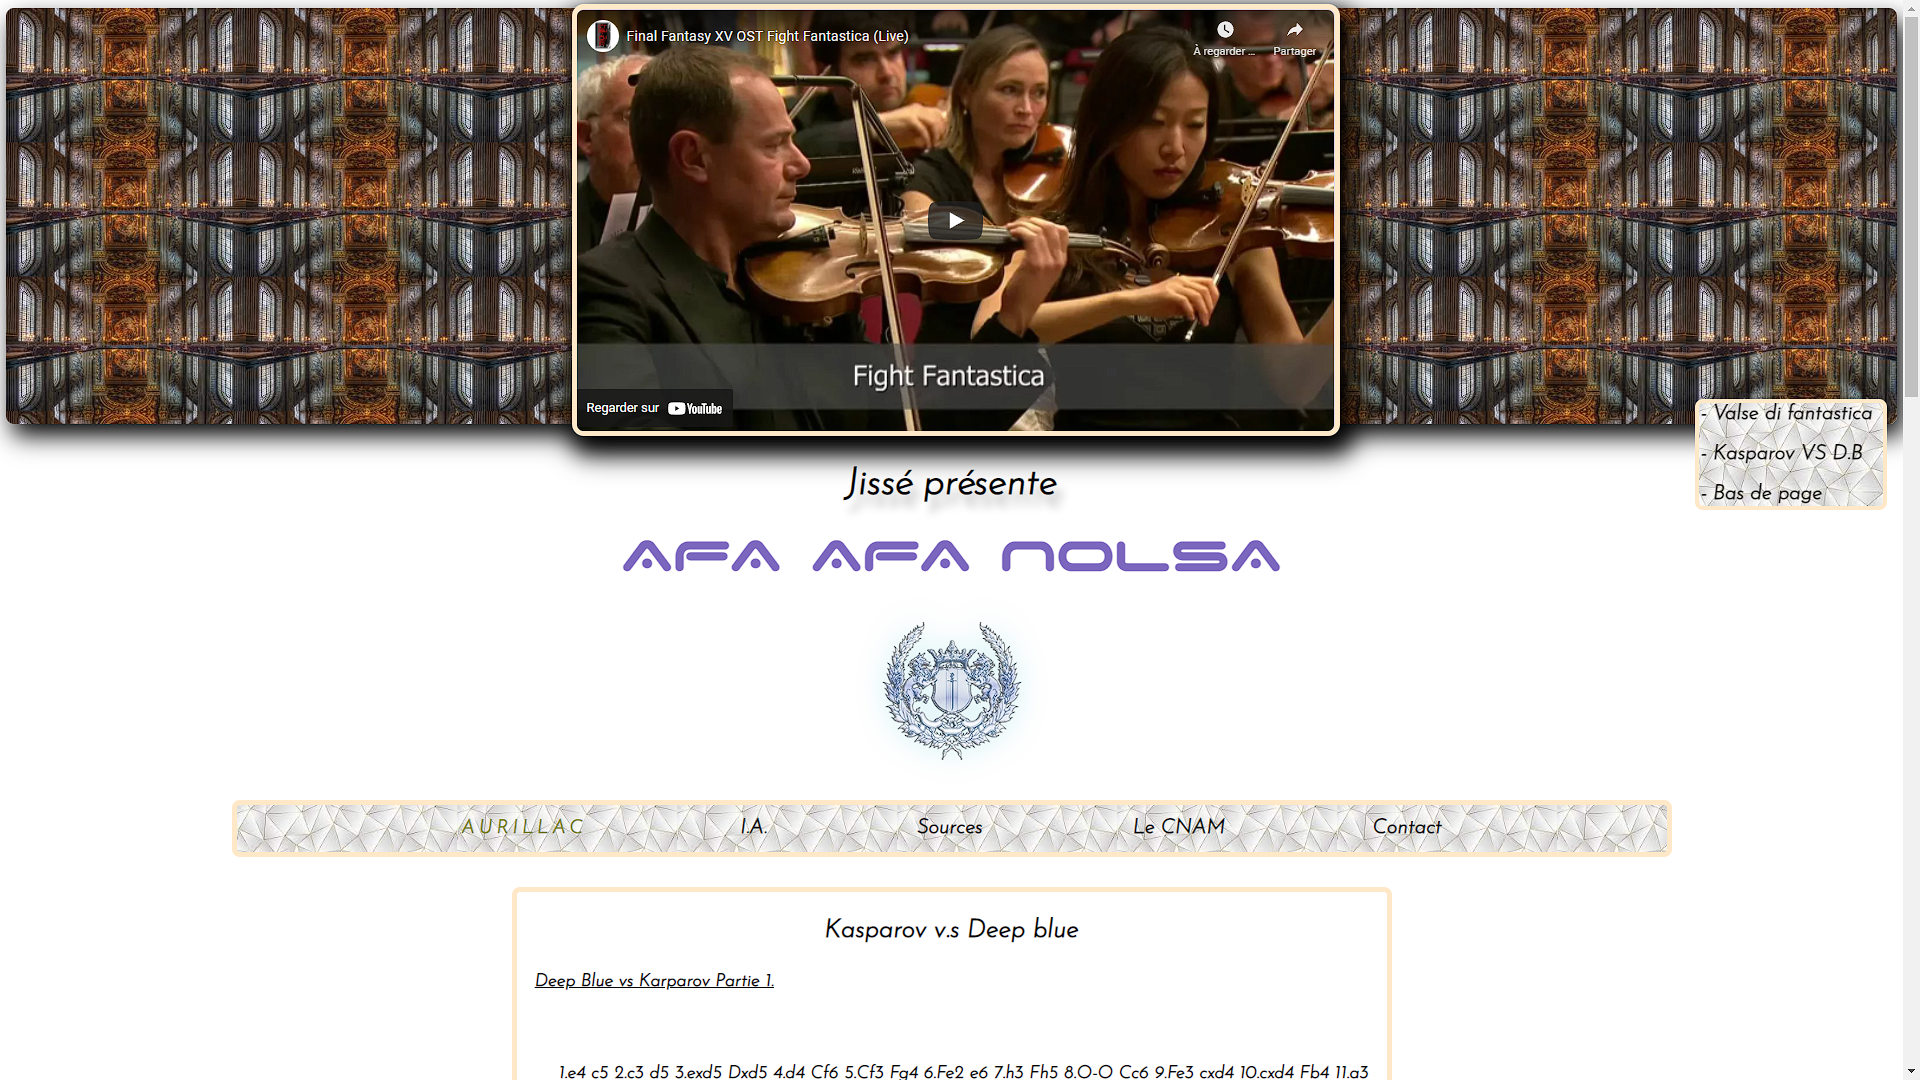 Final Fantasy XV OST Fight Fantastica (Live)
À regarder ...
Partager
Fight Fantastica
Regarder sur YouTube
- Valse di fantastica
- Kasparov VS D.B
- Bas de page
Jissé présente
AFA AFA NOLSA
AURILLAC I.A. Sources Le CNAM Contact
Kasparov v.s Deep blue
Deep Blue vs Karparov Partie 1.
1.e4 c5 2.c3 d5 3.exd5 Dxd5 4.d4 Cf6 5.Cf3 Fg4 6.Fe2 e6 7.h3 Fh5 8.O-O Cc6 9.Fe3 cxd4 10.cxd4 Fb4 11.a3